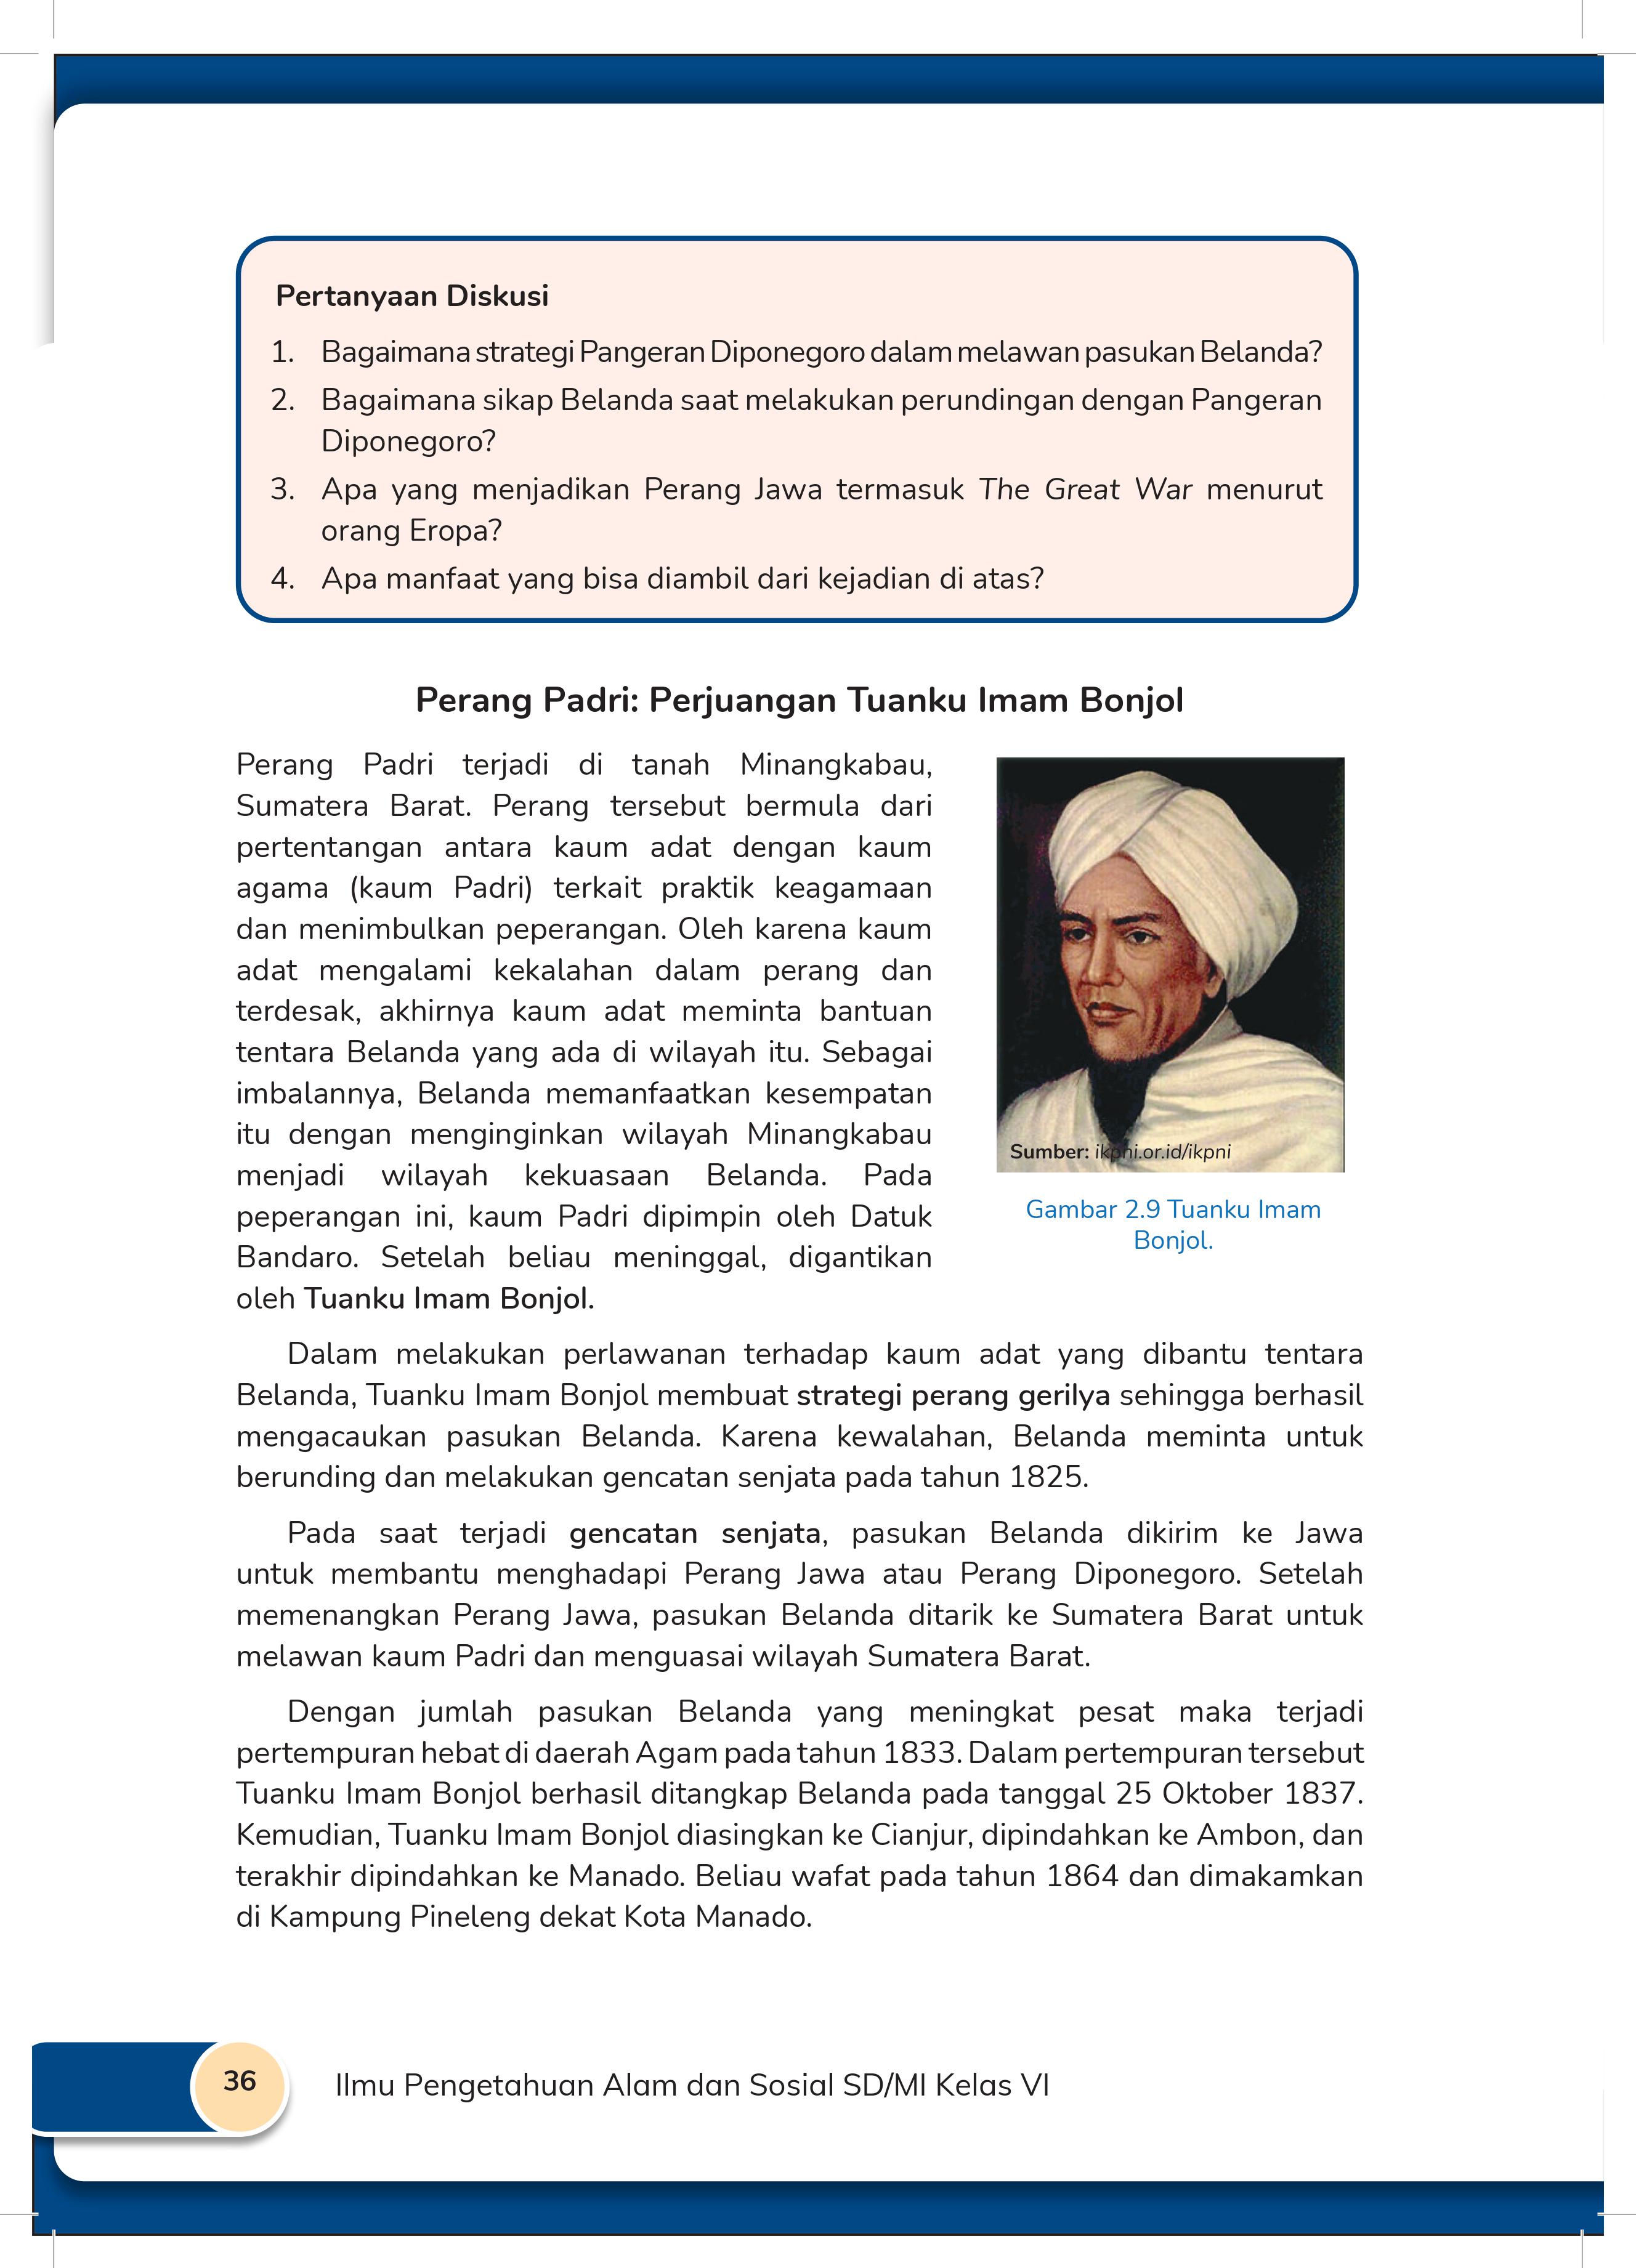 Pertanyaan Diskusi
1. Bagaimana strategi Pangeran Diponegoro dalam melawan pasukan Belanda?
2. Bagaimana sikap Belanda saat melakukan perundingan dengan Pangeran
Diponegoro?
3. Apa yang menjadikan Perang Jawa termasuk The Great War menurut
orang Eropa?
4. Apa manfaat yang bisa diambil dari kejadian di atas?
Perang Padri: Perjuangan Tuanku Imam Bonjol
Perang Padri terjadi di tanah Minangkabau,
Sumatera Barat. Perang tersebut bermula dari
pertentangan antara kaum adat dengan kaum
agama (kaum Padri) terkait praktik keagamaan
dan menimbulkan peperangan. Oleh karena kaum
adat mengalami kekalahan dalam perang dan
terdesak, akhirnya kaum adat meminta bantuan
tentara Belanda yang ada di wilayah itu. Sebagai
imbalannya, Belanda memanfaatkan kesempatan
itu dengan menginginkan wilayah Minangkabau
menjadi wilayah kekuasaan Belanda. Pada
peperangan ini, kaum Padri dipimpin oleh Datuk
Bandaro. Setelah beliau meninggal, digantikan
oleh Tuanku Imam Bonjol.
Sumber: ikpni.or.id/ikpni
Gambar 2.9 Tuanku Imam
Bonjol.
Dalam melakukan perlawanan terhadap kaum adat yang dibantu tentara
Belanda, Tuanku Imam Bonjol membuat strategi perang gerilya sehingga berhasil
mengacaukan pasukan Belanda. Karena kewalahan, Belanda meminta untuk
berunding dan melakukan gencatan senjata pada tahun 1825.
Pada saat terjadi gencatan senjata, pasukan Belanda dikirim ke Jawa
untuk membantu menghadapi Perang Jawa atau Perang Diponegoro. Setelah
memenangkan Perang Jawa, pasukan Belanda ditarik ke Sumatera Barat untuk
melawan kaum Padri dan menguasai wilayah Sumatera Barat.
Dengan jumlah pasukan Belanda yang meningkat pesat maka terjadi
pertempuran hebat di daerah Agam pada tahun 1833. Dalam pertempuran tersebut
Tuanku Imam Bonjol berhasil ditangkap Belanda pada tanggal 25 Oktober 1837.
Kemudian, Tuanku Imam Bonjol diasingkan ke Cianjur, dipindahkan ke Ambon, dan
terakhir dipindahkan ke Manado. Beliau wafat pada tahun 1864 dan dimakamkan
di Kampung Pineleng dekat Kota Manado.
36
Ilmu Pengetahuan Alam dan Sosial SD/MI Kelas VI